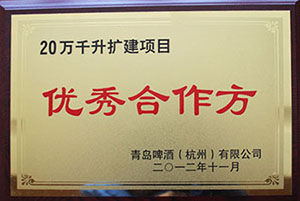 20万千升扩建项目
优秀合作方
青岛啤酒（杭州）有限公司
二〇一二年十一月